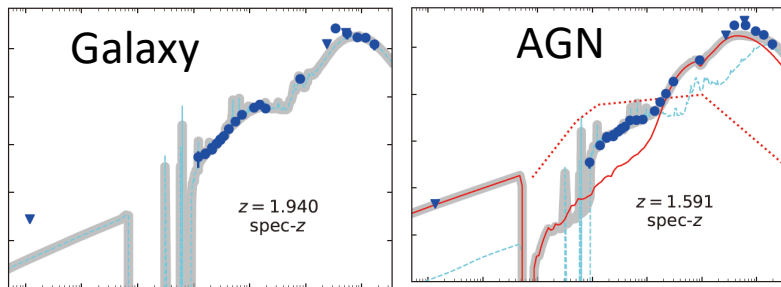 Galaxy
z = 1.940
spec-z
AGN
z = 1.591
spec-z